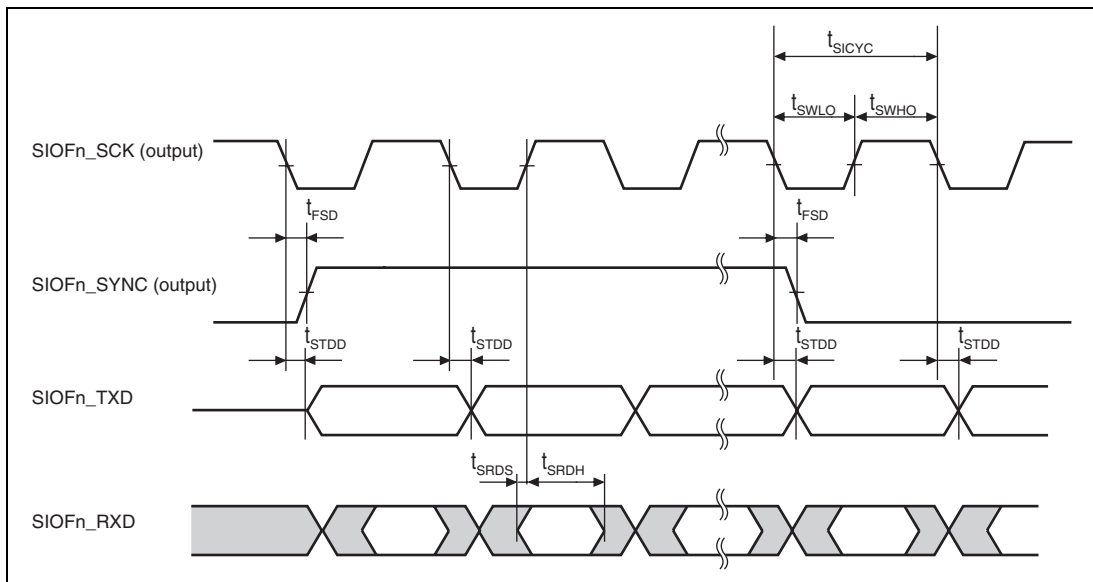 tSICYC
tSWLO tSWHO
SIOFn_SCK (output)
tFSD tFSD
SIOFn_SYNC (output)
tSTDD tSTDD tSTDD tSTDD
SIOFn_TXD
tSRDS tSRDH
SIOFn_RXD